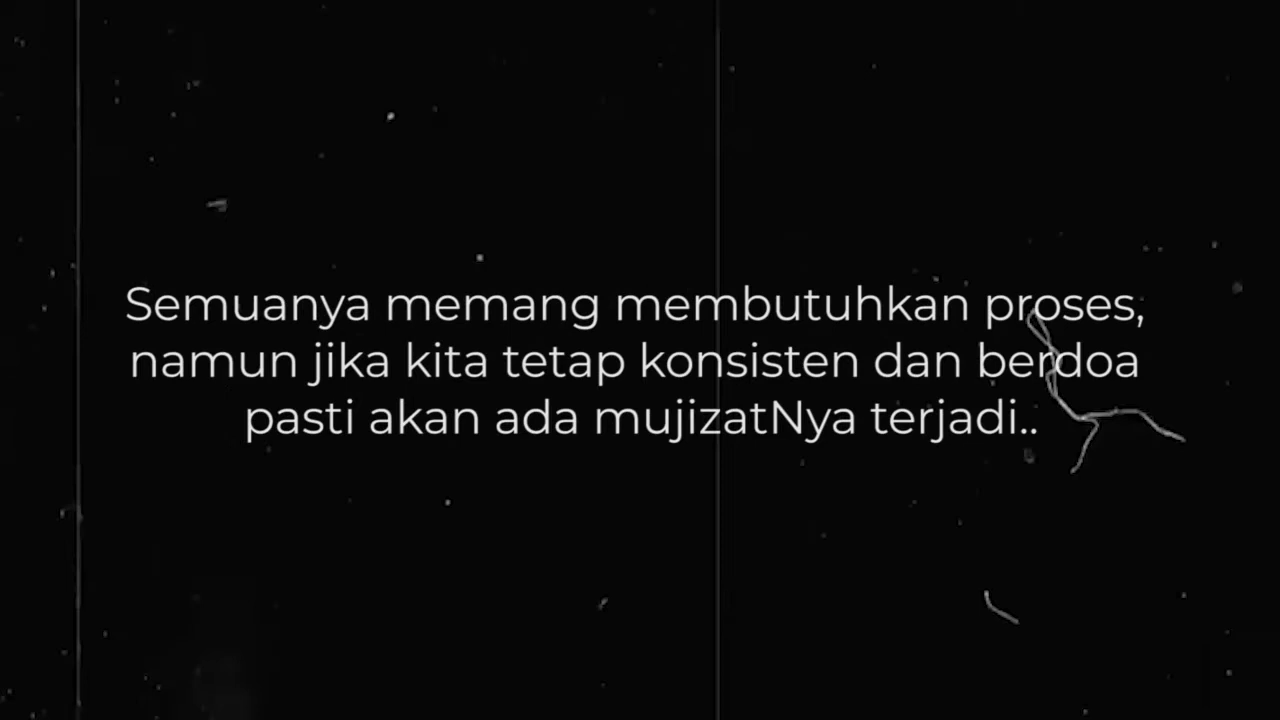 Semuanya memang membutuhkan proses,
namun jika kita tetap konsisten dan berdoa
pasti akan ada mujizatNya terjadi..